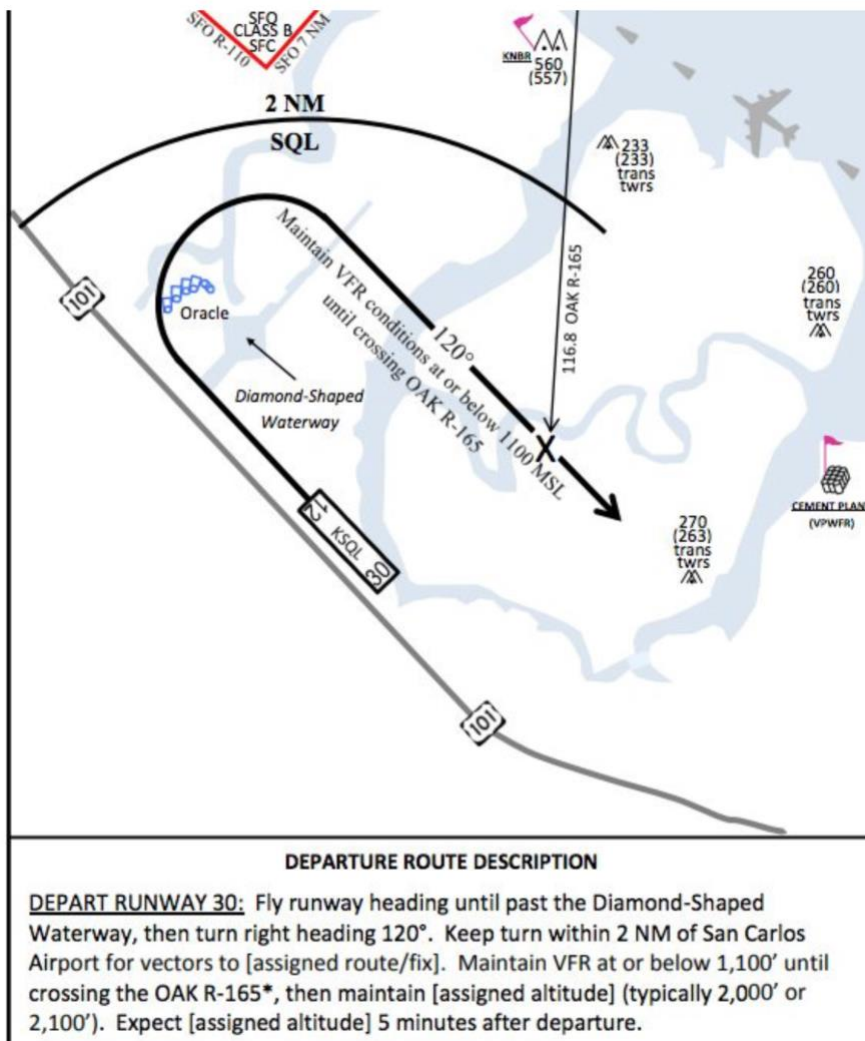 SFO
CLASS B
SFC
SFO R-110
SFO 7 NM
KNBR
560
(557)
2 NM
SQL
233
(233)
trans
twrs
Maintain VFR conditions at or below 1100 MSL
until crossing OAK R-165
116.8 OAK R-165
260
(260)
trans
twrs
101
Oracle
120°
Diamond-Shaped
Waterway
X
CEMENT PLAN
(VPWFR)
12 KSQL 30
270
(263)
trans
twrs
101
DEPARTURE ROUTE DESCRIPTION
DEPART RUNWAY 30: Fly runway heading until past the Diamond-Shaped
Waterway, then turn right heading 120°. Keep turn within 2 NM of San Carlos
Airport for vectors to [assigned route/fix]. Maintain VFR at or below 1,100’ until
crossing the OAK R-165*, then maintain [assigned altitude] (typically 2,000’ or
2,100’). Expect [assigned altitude] 5 minutes after departure.